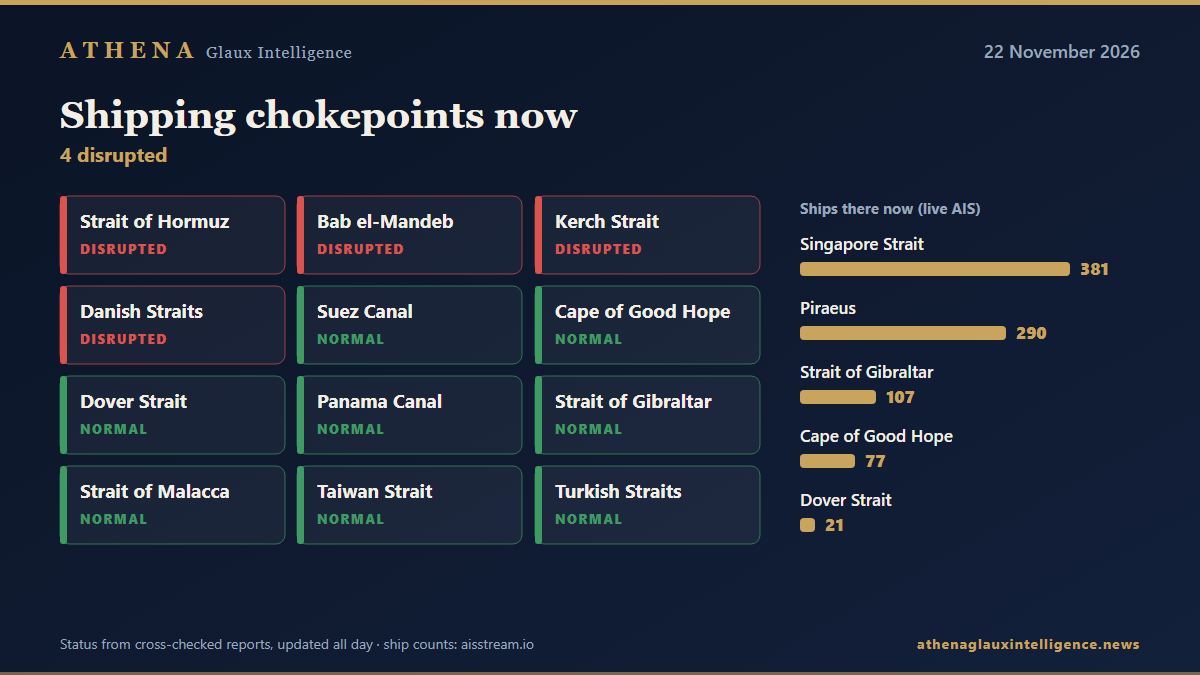 ATHENA Glaux Intelligence
22 November 2026
Shipping chokepoints now
4 disrupted
Strait of Hormuz
DISRUPTED
Bab el-Mandeb
DISRUPTED
Kerch Strait
DISRUPTED
Danish Straits
DISRUPTED
Suez Canal
NORMAL
Cape of Good Hope
NORMAL
Dover Strait
NORMAL
Panama Canal
NORMAL
Strait of Gibraltar
NORMAL
Strait of Malacca
NORMAL
Taiwan Strait
NORMAL
Turkish Straits
NORMAL
Ships there now (live AIS)
Singapore Strait
381
Piraeus
290
Strait of Gibraltar
107
Cape of Good Hope
77
Dover Strait
21
Status from cross-checked reports, updated all day · ship counts: aisstream.io
athenaglauxintelligence.news